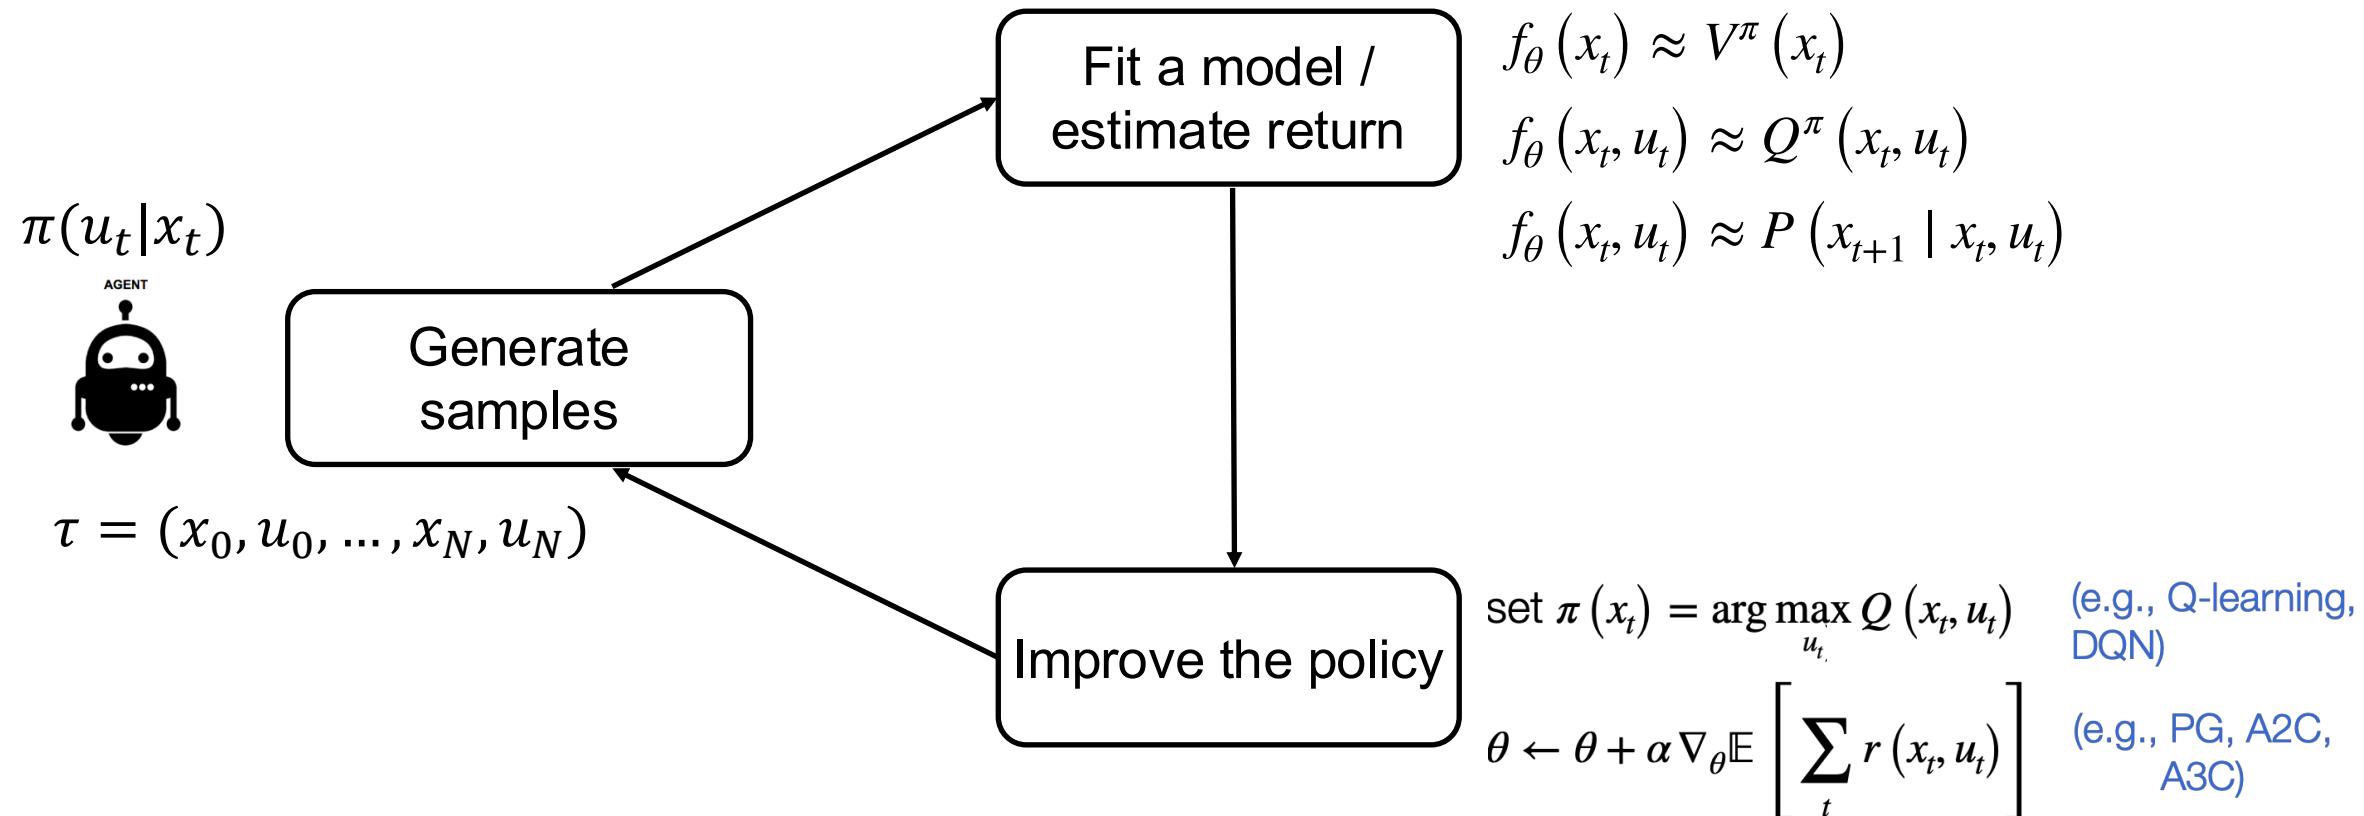 Fit a model /
estimate return
f_θ (x_t) ≈ V^π (x_t)
f_θ (x_t, u_t) ≈ Q^π (x_t, u_t)
f_θ (x_t, u_t) ≈ P (x_{t+1} | x_t, u_t)
π(u_t|x_t)
AGENT
Generate
samples
τ = (x_0, u_0, … , x_N, u_N)
Improve the policy
set π (x_t) = arg max_{u_t} Q (x_t, u_t)
(e.g., Q-learning,
DQN)
θ ← θ + α ∇_θ 𝔼 [ ∑_t r (x_t, u_t) ]
(e.g., PG, A2C,
A3C)